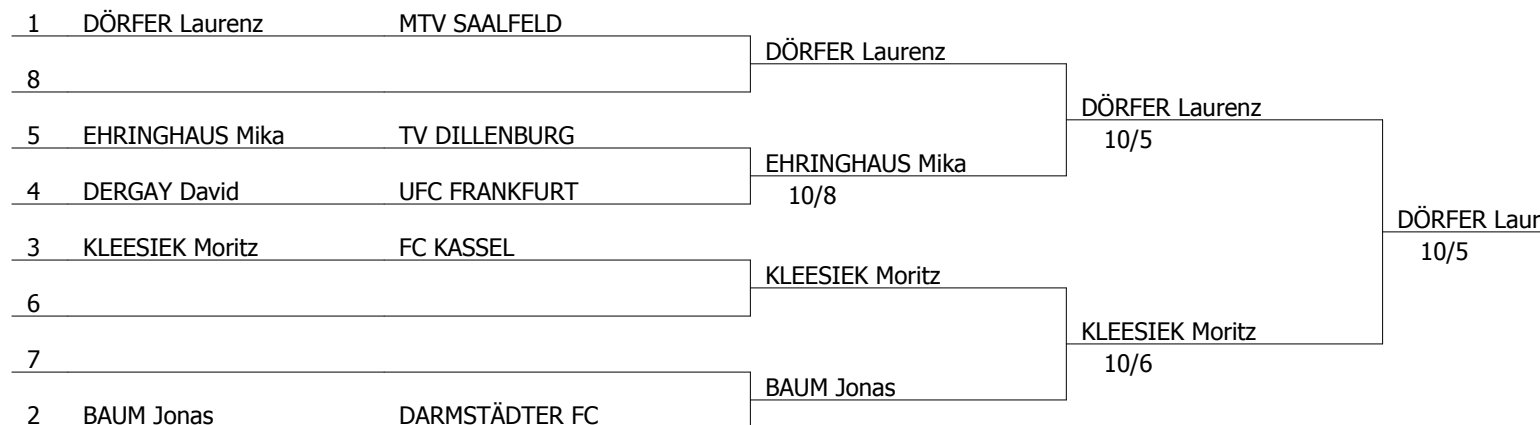 1 DÖRFER Laurenz MTV SAALFELD
DÖRFER Laurenz
8
DÖRFER Laurenz
5 EHRINGHAUS Mika TV DILLENBURG
10/5
EHRINGHAUS Mika
4 DERGAY David UFC FRANKFURT
10/8
DÖRFER Laur
3 KLEESIEK Moritz FC KASSEL
10/5
KLEESIEK Moritz
6
KLEESIEK Moritz
7
10/6
BAUM Jonas
2 BAUM Jonas DARMSTÄDTER FC